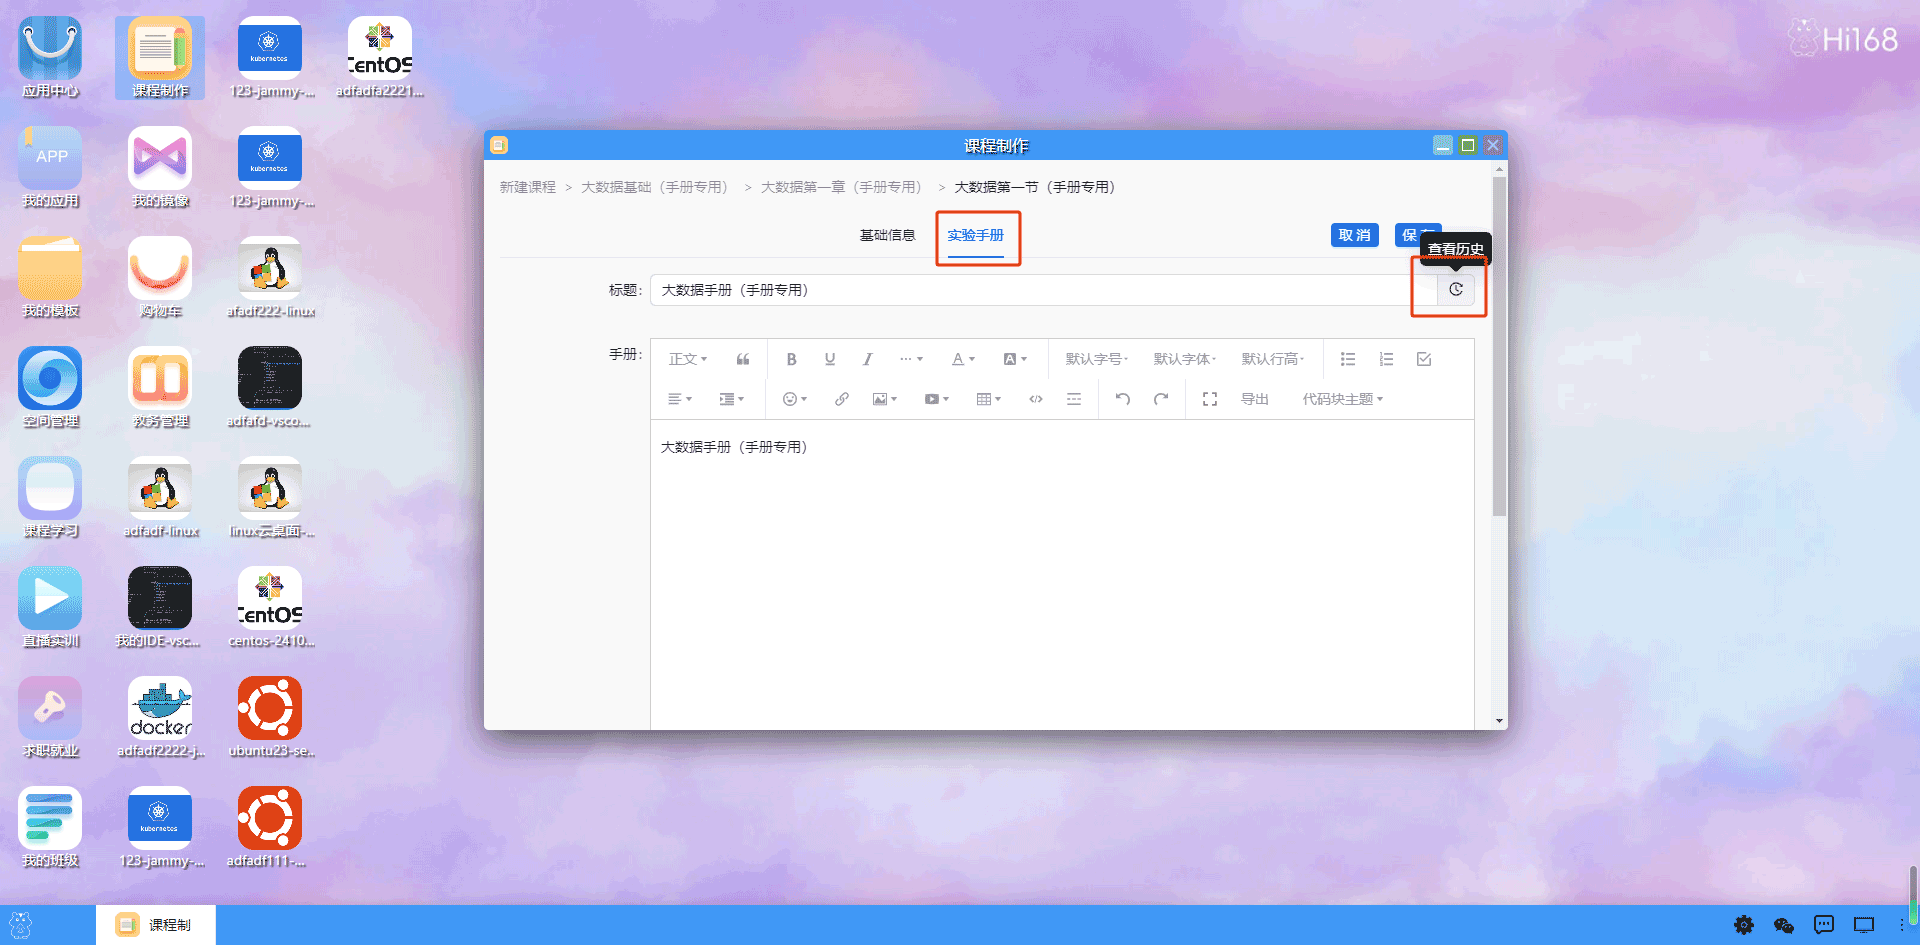 Hi168
应用中心
课程制作
kubernetes
123-jammy-...
CentOS
adfadfa2221...
APP
我的应用
我的镜像
kubernetes
123-jammy-...
我的模板
购物车
afadf222-linux
空间管理
教务管理
adfafd-vsco...
课程学习
adfadf-linux
linux云桌面-...
直播实训
我的IDE-vsc...
CentOS
centos-2410...
求职就业
docker
adfadf2222-j...
ubuntu23-se...
我的班级
kubernetes
123-jammy-...
adfadf111-...
课程制作
新建课程 > 大数据基础（手册专用） > 大数据第一章（手册专用） > 大数据第一节（手册专用）
基础信息 实验手册 取消 保
查看历史
标题： 大数据手册（手册专用）
手册： 正文 B U I ... A A 默认字号 默认字体 默认行高
导出 代码块主题
大数据手册（手册专用）
课程制